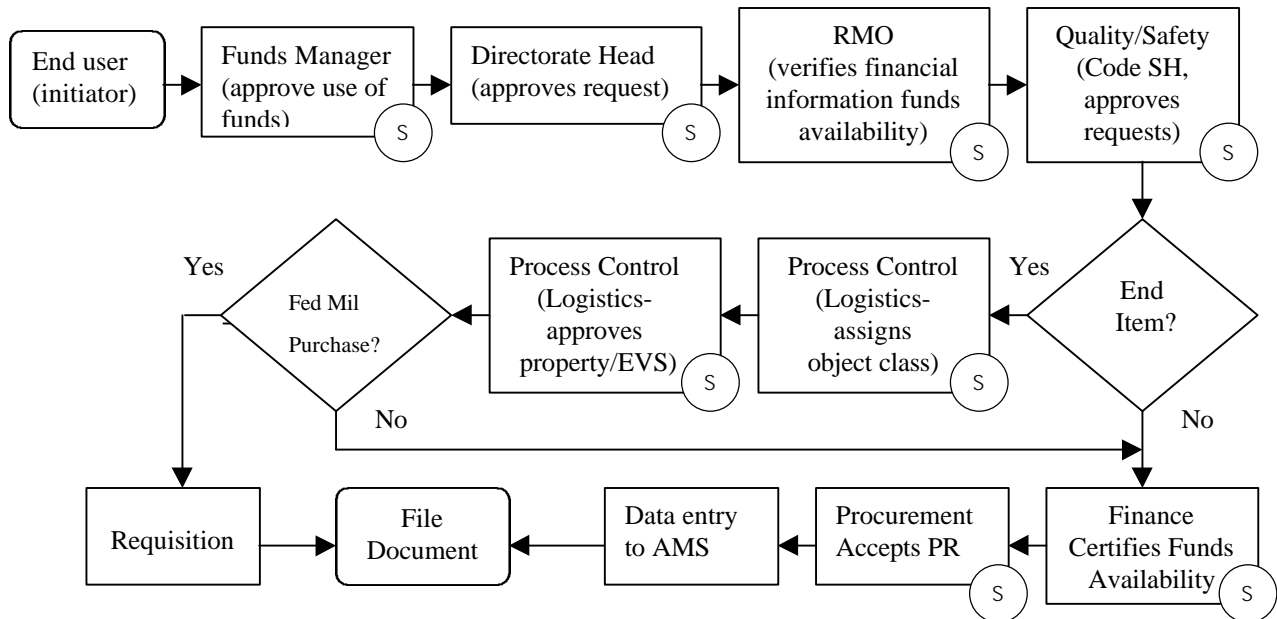 End user
(initiator)
Funds Manager
(approve use of
funds)
S
Directorate Head
(approves request)
S
RMO
(verifies financial
information funds
availability)
S
Quality/Safety
(Code SH,
approves
requests)
S
End
Item?
Yes
No
Process Control
(Logistics-
assigns
object class)
S
Process Control
(Logistics-
approves
property/EVS)
S
Fed Mil
Purchase?
Yes
No
Requisition
File
Document
Data entry
to AMS
Procurement
Accepts PR
S
Finance
Certifies Funds
Availability
S